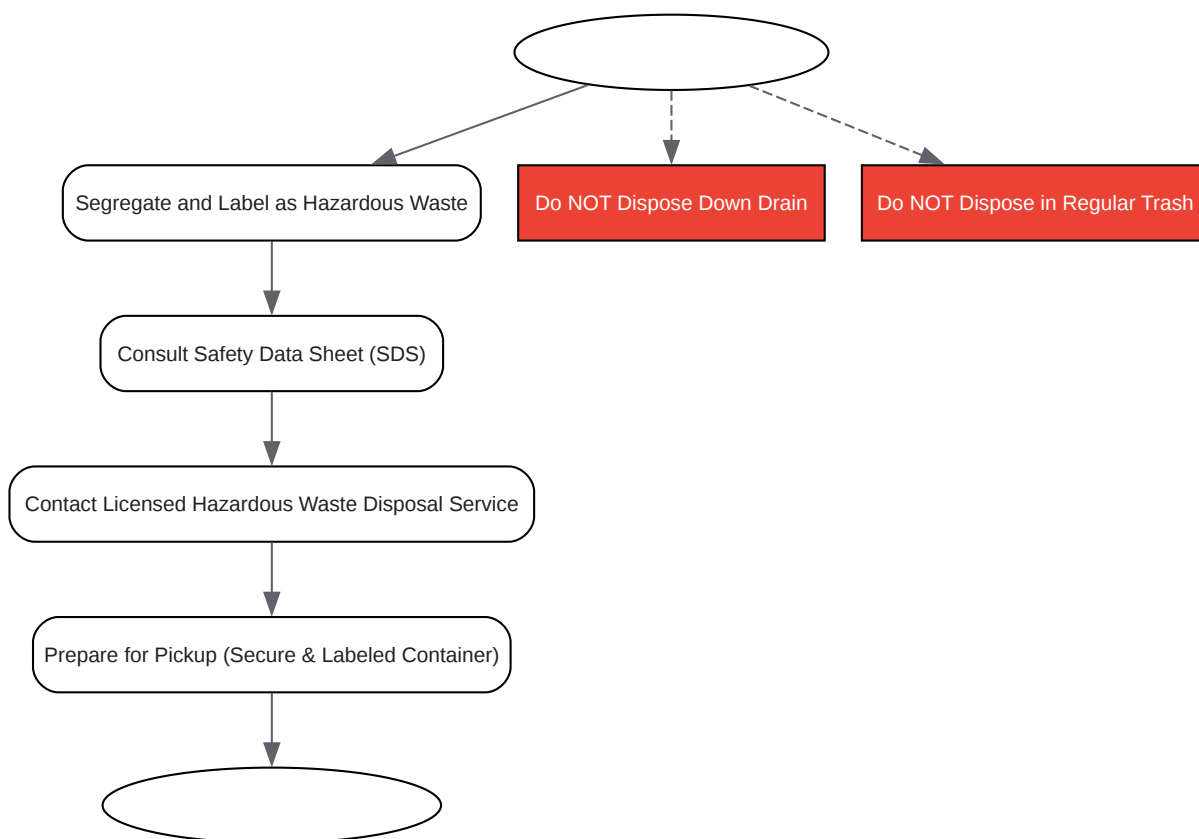 Segregate and Label as Hazardous Waste
Do NOT Dispose Down Drain
Do NOT Dispose in Regular Trash
Consult Safety Data Sheet (SDS)
Contact Licensed Hazardous Waste Disposal Service
Prepare for Pickup (Secure & Labeled Container)